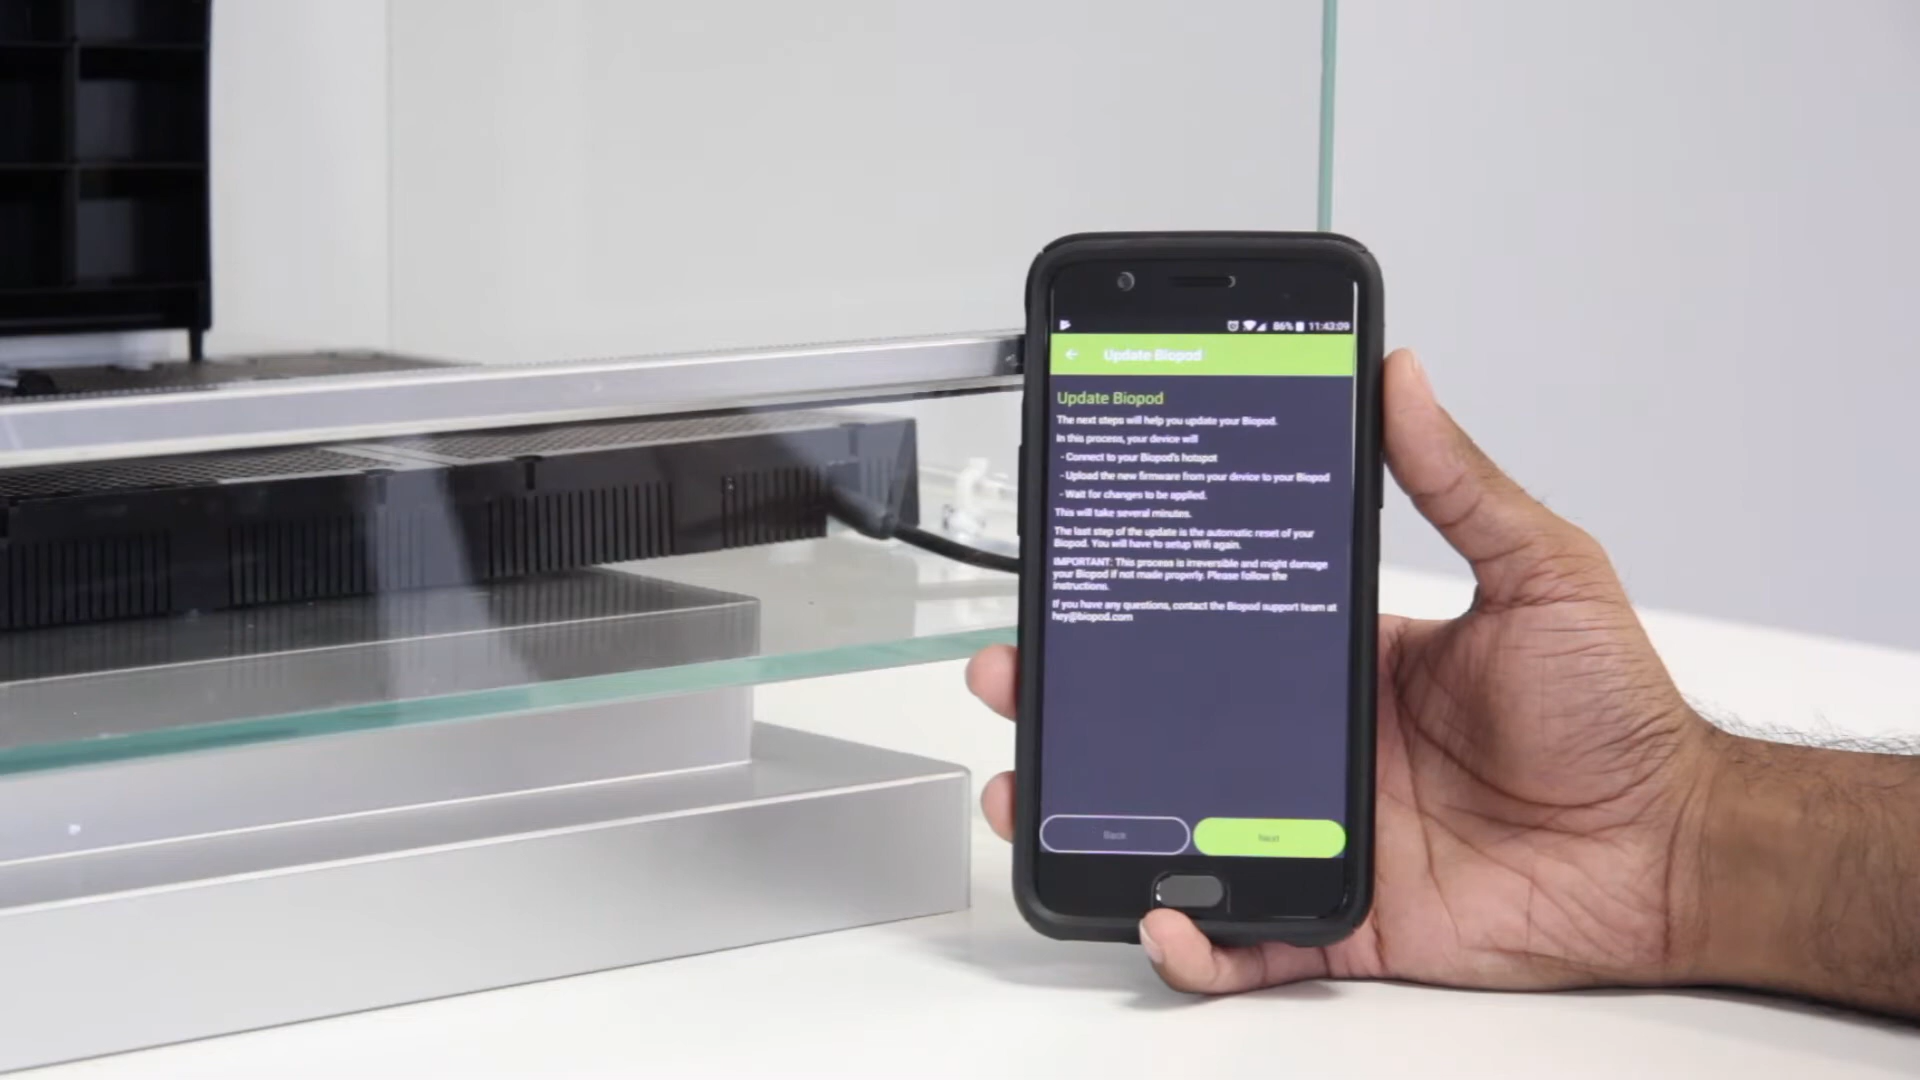 86% 11:43:09
Update Biopod
Update Biopod
The next steps will help you update your Biopod.
In this process, your device will
- Connect to your Biopod's hotspot
- Upload the new firmware from your device to your Biopod
- Wait for changes to be applied.
This will take several minutes.
The last step of the update is the automatic reset of your
Biopod. You will have to setup Wifi again.
IMPORTANT: This process is irreversible and might damage
your Biopod if not made properly. Please follow the
instructions.
If you have any questions, contact the Biopod support team at
hey@biopod.com
Back Next